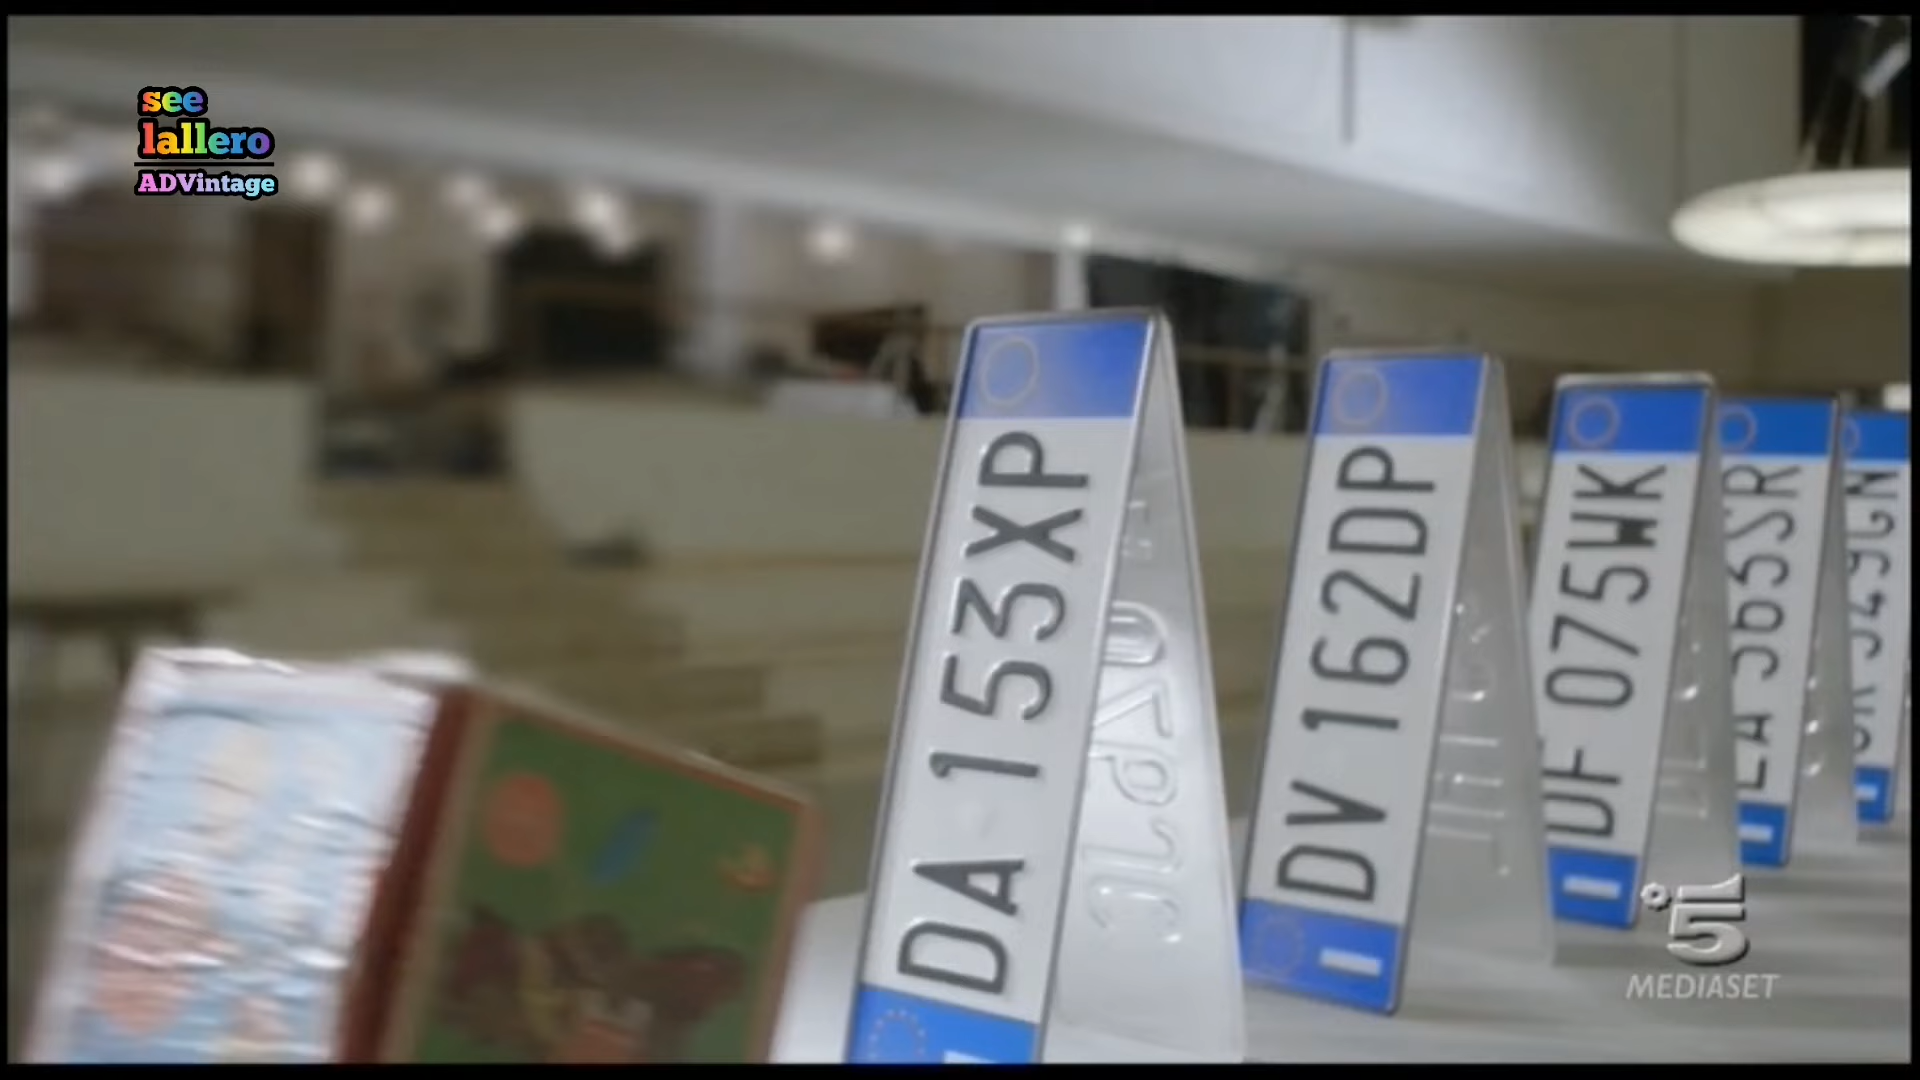 see
lallero
ADVintage
DA 153XP
DV 162DP
DF 075WK
5
MEDIASET